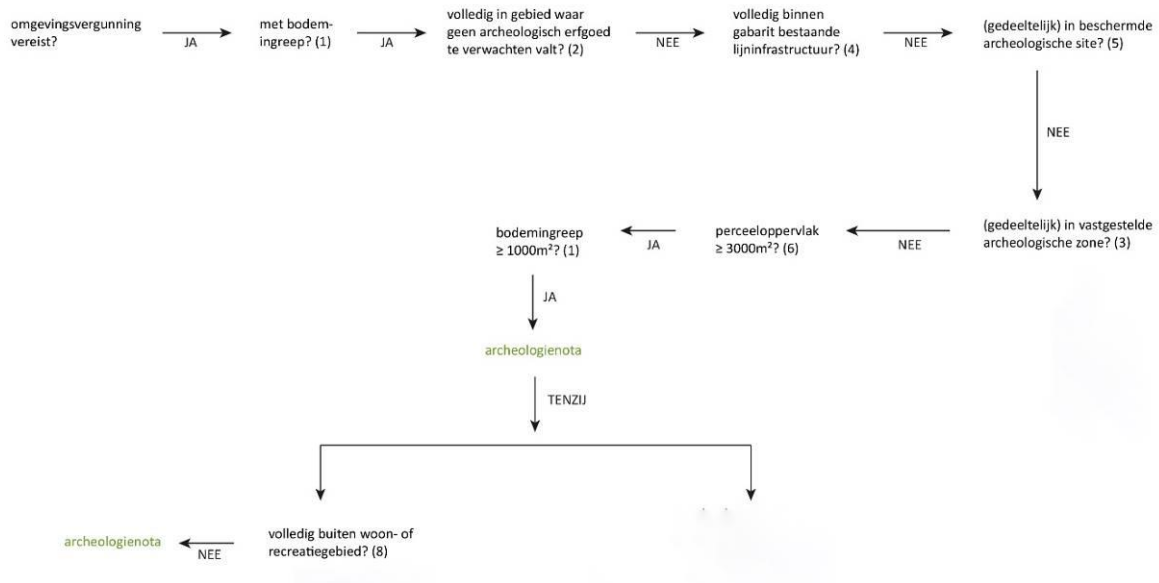 omgevingsvergunning
vereist?
JA
met bodem-
ingreep? (1)
JA
volledig in gebied waar
geen archeologisch erfgoed
te verwachten valt? (2)
NEE
volledig binnen
gabarit bestaande
lijninfrastructuur? (4)
NEE
(gedeeltelijk) in beschermde
archeologische site? (5)
NEE
(gedeeltelijk) in vastgestelde
archeologische zone? (3)
NEE
perceeloppervlak
≥ 3000m²? (6)
JA
bodemingreep
≥ 1000m²? (1)
JA
archeologienota
TENZIJ
volledig buiten woon- of
recreatiegebied? (8)
NEE
archeologienota